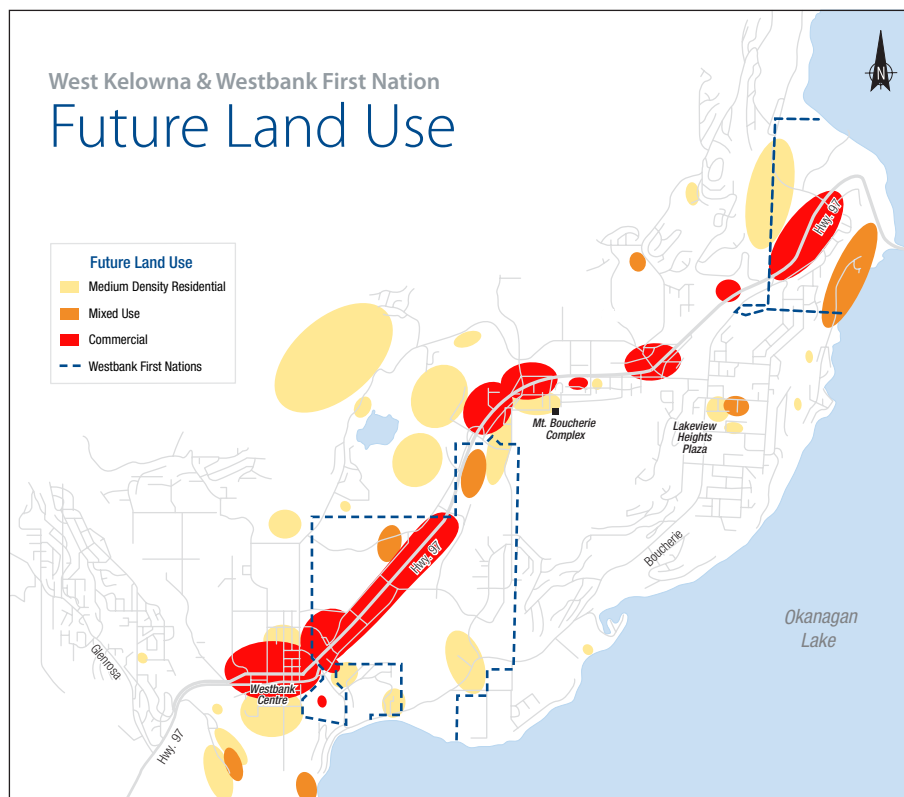 West Kelowna & Westbank First Nation
Future Land Use
N
Future Land Use
Medium Density Residential
Mixed Use
Commercial
Westbank First Nations
Hwy. 97
Mt. Boucherie
Complex
Lakeview
Heights
Plaza
Hwy. 97
Boucherie
Okanagan
Lake
Glenrosa
Westbank
Centre
Hwy. 97